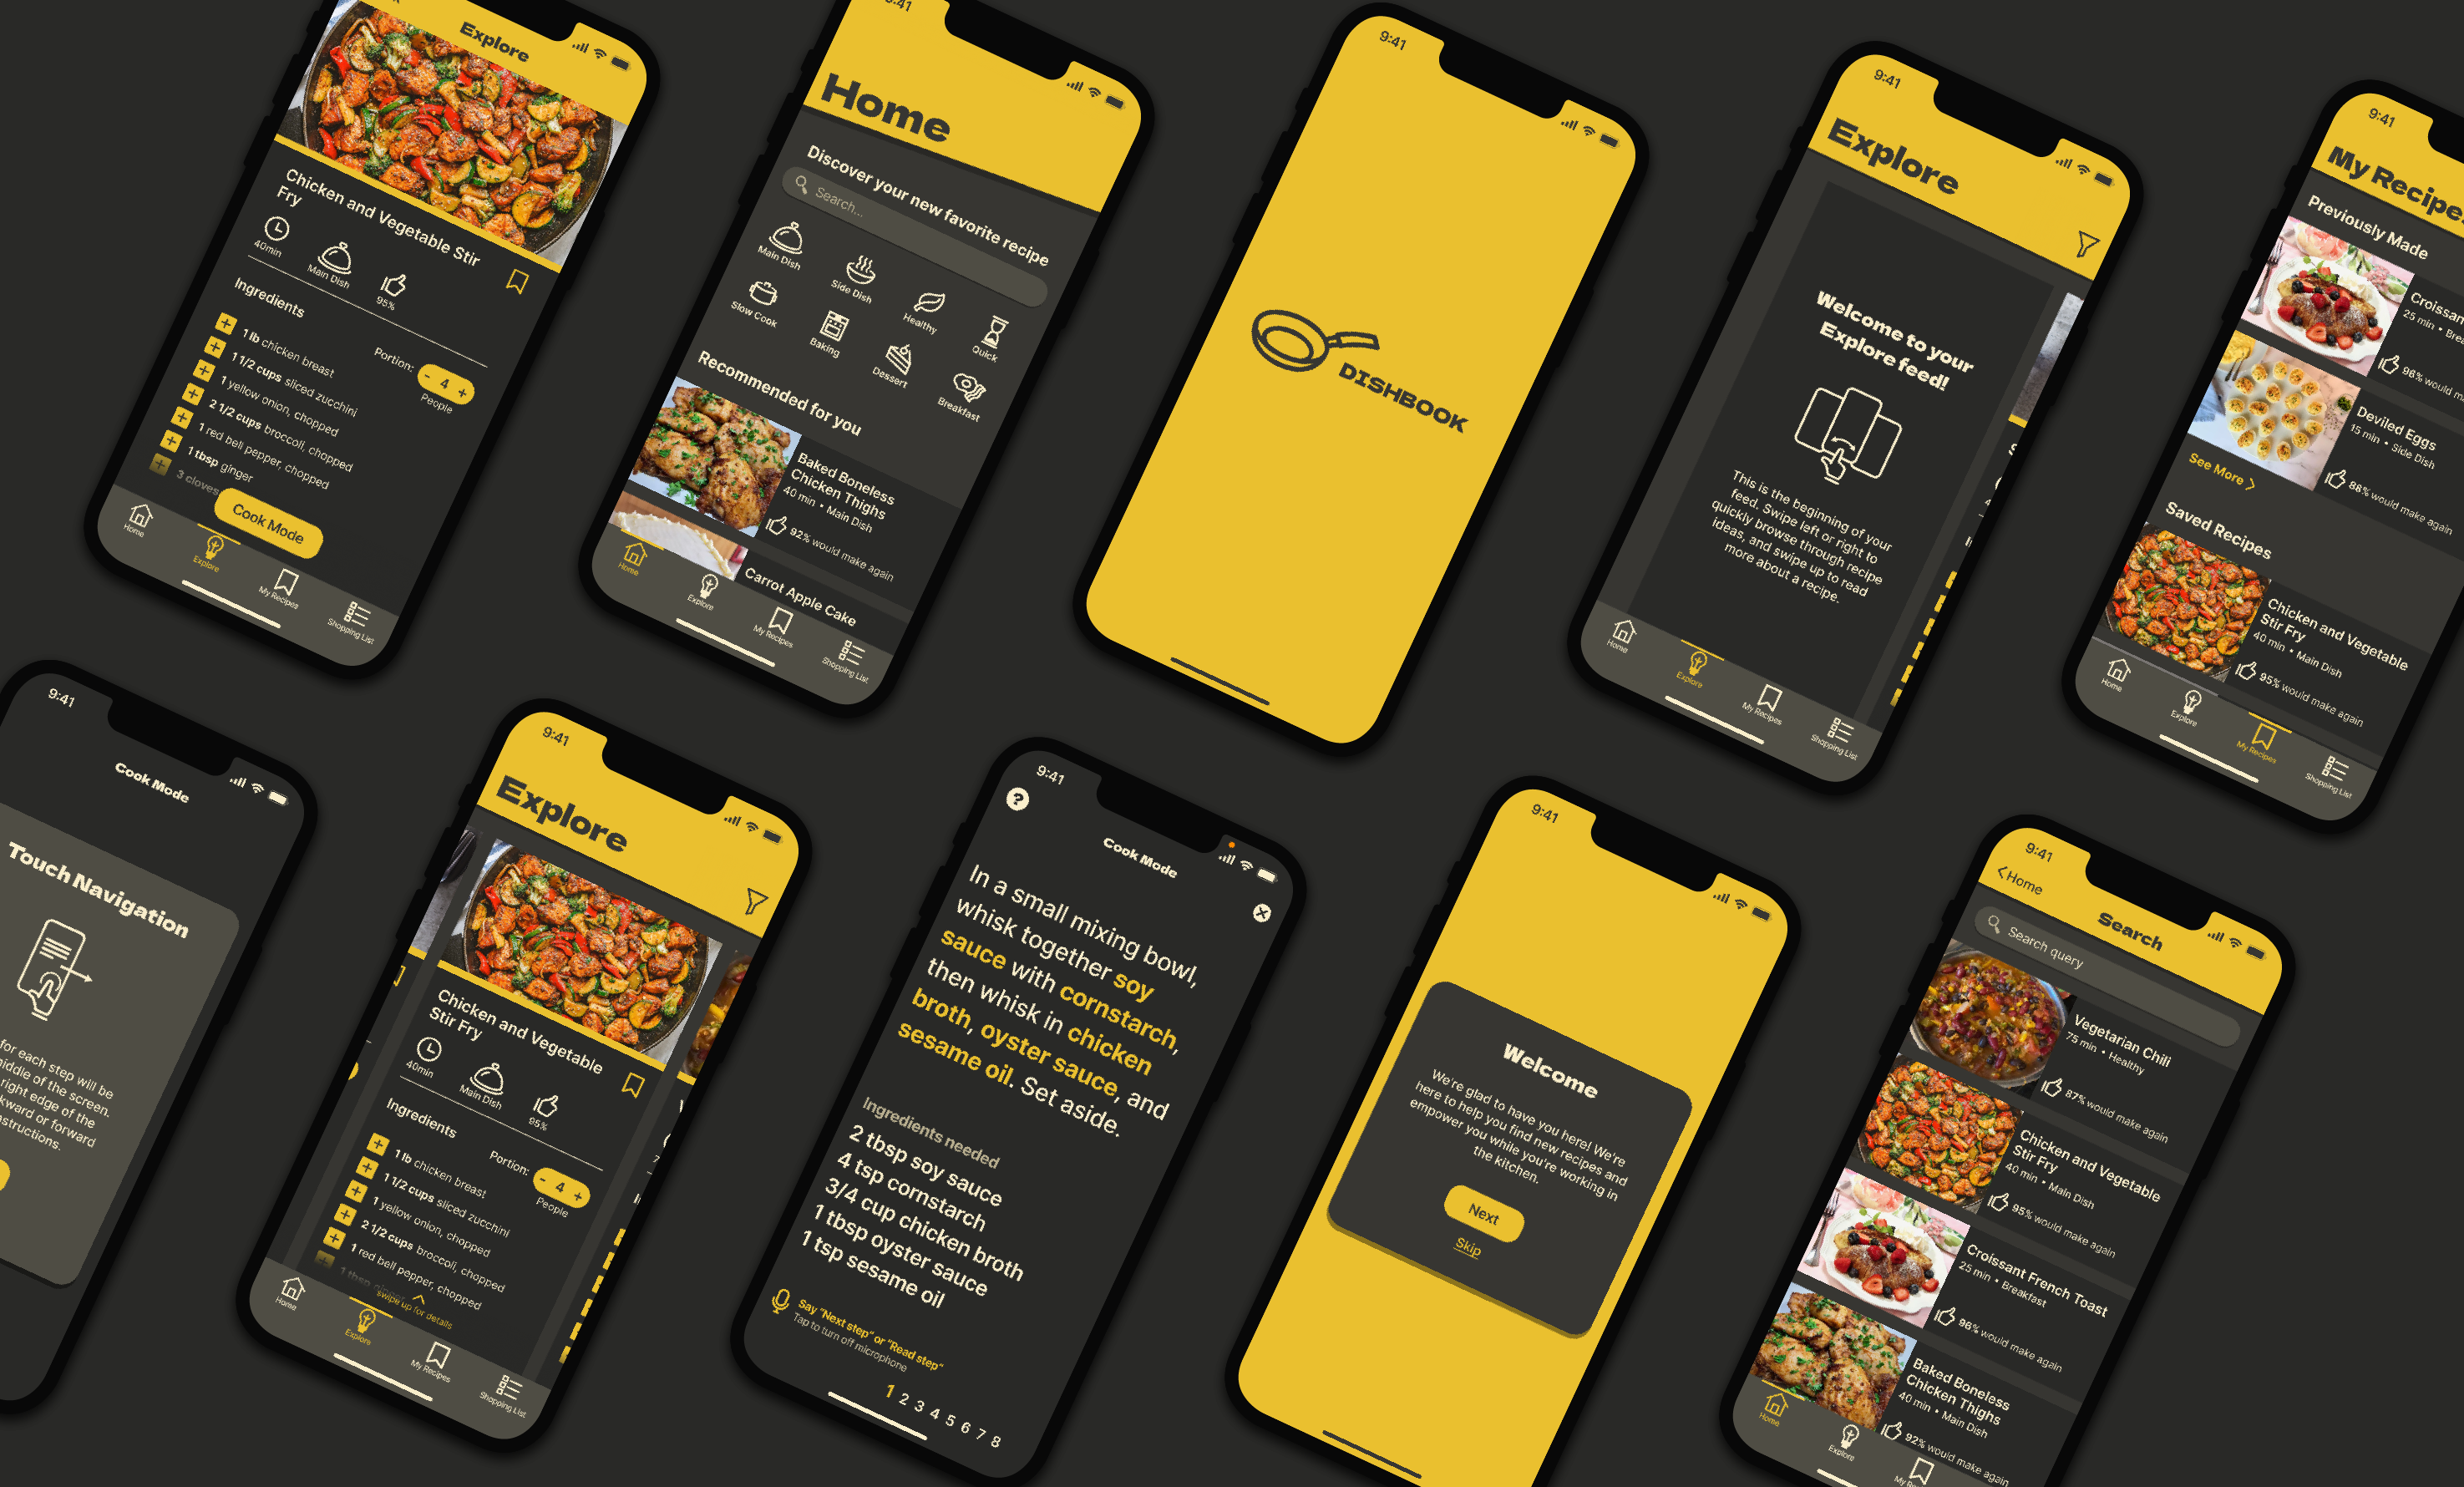 Explore
Chicken and Vegetable Stir
Fry
40min
Main Dish
95%
Ingredients
Portion:
- 4 +
People
1 lb chicken breast
1 1/2 cups sliced zucchini
1 yellow onion, chopped
2 1/2 cups broccoli, chopped
1 red bell pepper, chopped
1 tbsp ginger
3 cloves
Cook Mode
Home
Explore
My Recipes
Shopping List
9:41
Home
Discover your new favorite recipe
Search...
Main Dish
Side Dish
Healthy
Quick
Slow Cook
Baking
Dessert
Breakfast
Recommended for you
Baked Boneless
Chicken Thighs
40 min • Main Dish
92% would make again
Carrot Apple Cake
Home
Explore
My Recipes
Shopping List
9:41
DISHBOOK
9:41
Explore
Welcome to your
Explore feed!
This is the beginning of your
feed. Swipe left or right to
quickly browse through recipe
ideas, and swipe up to read
more about a recipe.
Home
Explore
My Recipes
Shopping List
9:41
My Recipe
Previously Made
Croissan
25 min • Brea
96% would m
Deviled Eggs
15 min • Side Dish
88% would make again
See More >
Saved Recipes
Chicken and Vegetable
Stir Fry
40 min • Main Dish
95% would make again
Home
Explore
My Recipes
Shopping List
9:41
Cook Mode
Touch Navigation
for each step will be
middle of the screen.
right edge of the
kward or forward
structions.
9:41
Explore
Chicken and Vegetable
Stir Fry
40min
Main Dish
95%
Ingredients
Portion:
- 4 +
People
1 lb chicken breast
1 1/2 cups sliced zucchini
1 yellow onion, chopped
2 1/2 cups broccoli, chopped
1 red bell pepper, chopped
1 tbsp
swipe up for details
Home
Explore
My Recipes
Shopping List
9:41
?
Cook Mode
In a small mixing bowl,
whisk together soy
sauce with cornstarch,
then whisk in chicken
broth, oyster sauce, and
sesame oil. Set aside.
Ingredients needed
2 tbsp soy sauce
4 tsp cornstarch
3/4 cup chicken broth
1 tbsp oyster sauce
1 tsp sesame oil
Say "Next step" or "Read step"
Tap to turn off microphone
1 2 3 4 5 6 7 8
9:41
Welcome
We're glad to have you here! We're
here to help you find new recipes and
empower you while you're working in
the kitchen.
Next
Skip
9:41
< Home
Search
Search query
Vegetarian Chili
75 min • Healthy
87% would make again
Chicken and Vegetable
Stir Fry
40 min • Main Dish
95% would make again
Croissant French Toast
25 min • Breakfast
96% would make again
Baked Boneless
Chicken Thighs
40 min • Main Dish
92% would make again
Home
Explore
My Re